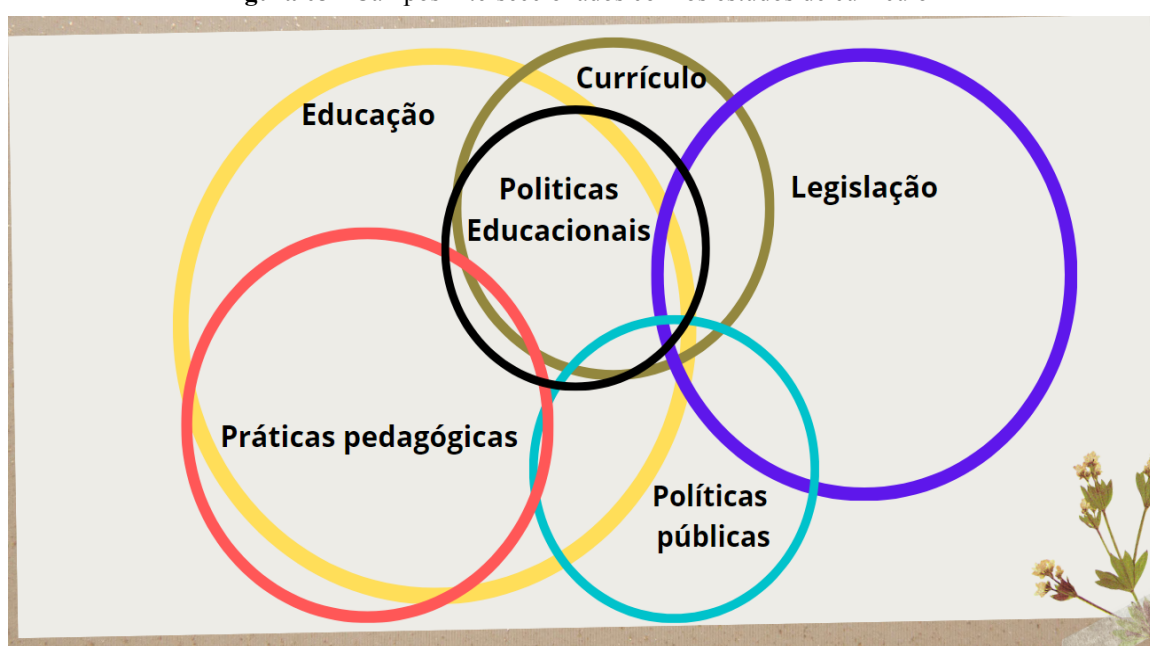 Currículo
Educação
Politicas
Educacionais
Legislação
Práticas pedagógicas
Políticas
públicas